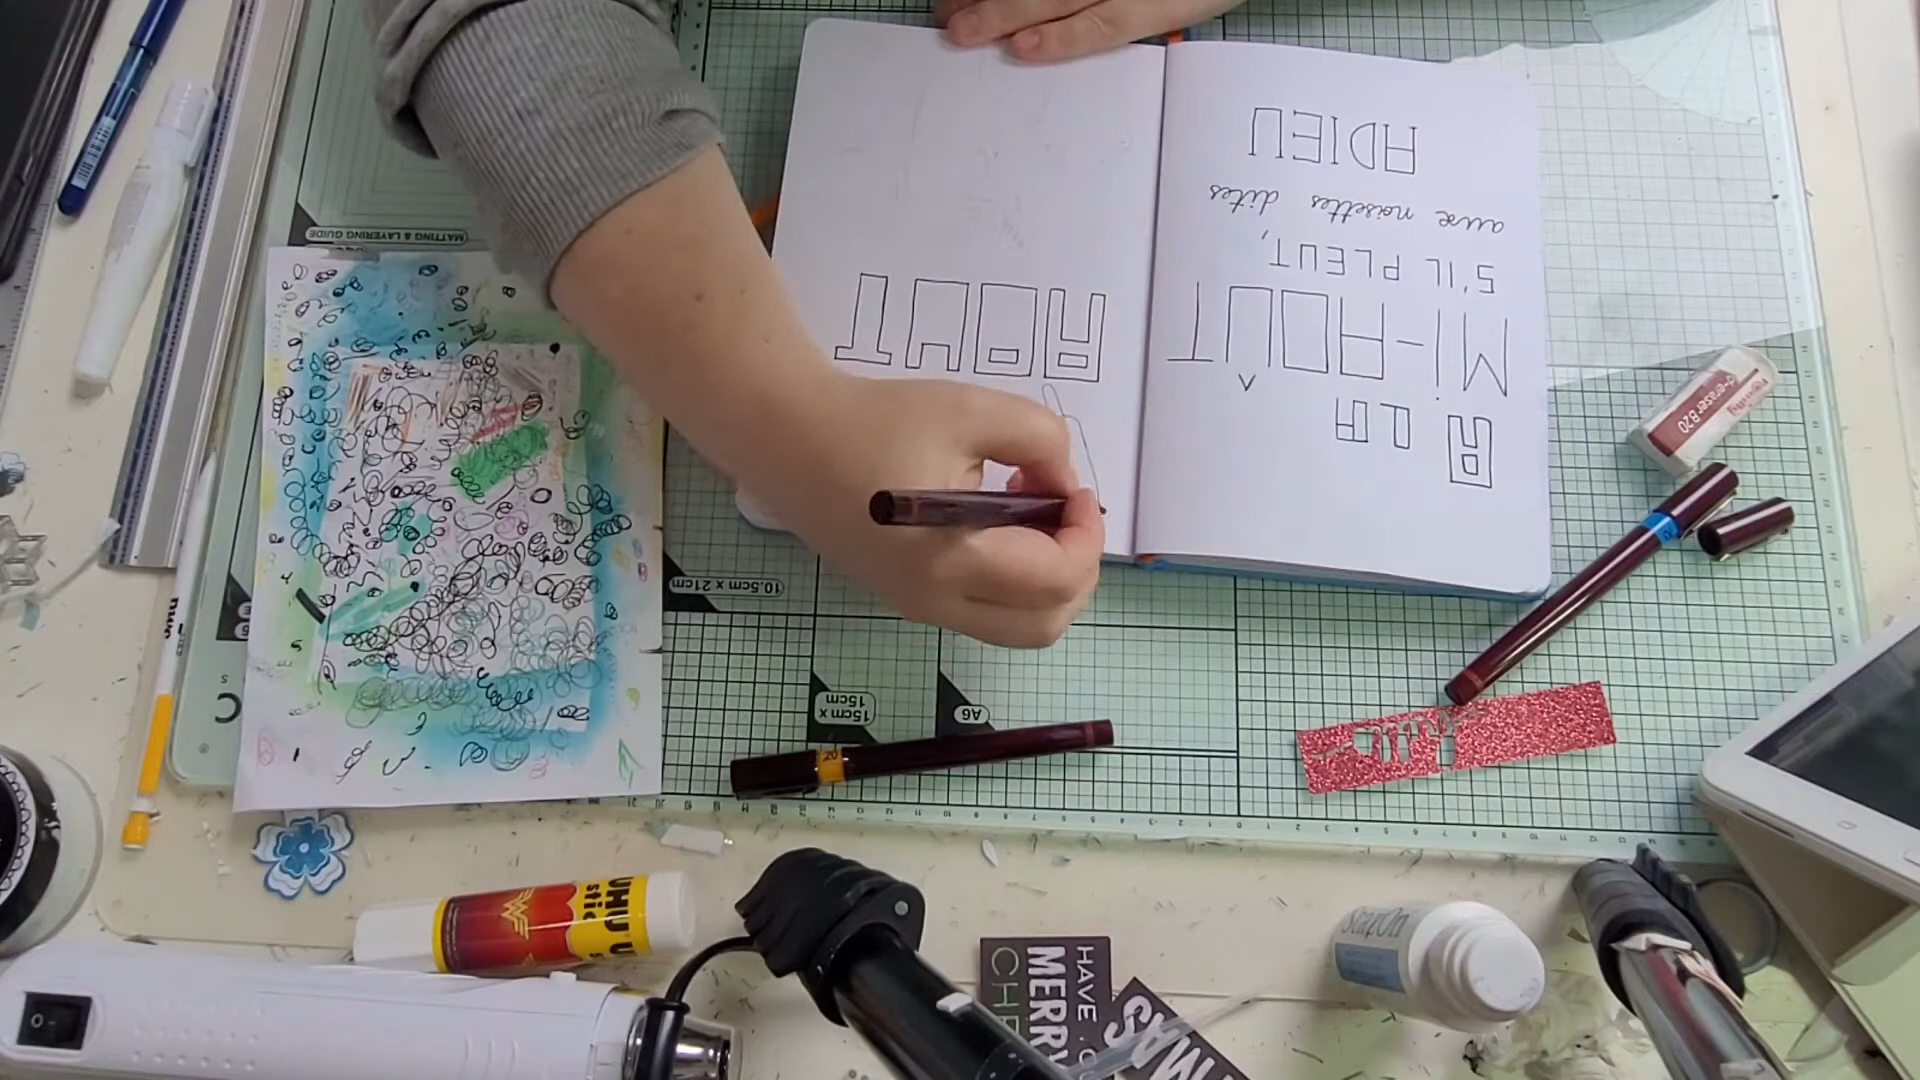 A LA
MI-AOÛT
S'IL PLEUT,
aux noisettes dites
ADIEU
AOUT
MATTING & LAYERING GUIDE
10.5cm x 21cm
15cm x
15cm
A6
C
UHU
stic
ScrapOn
HAVE
MERRY